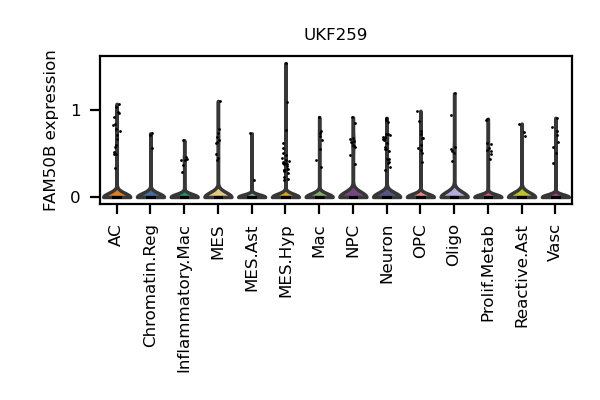 UKF259
FAM50B expression
1
0
AC
Chromatin.Reg
Inflammatory.Mac
MES
MES.Ast
MES.Hyp
Mac
NPC
Neuron
OPC
Oligo
Prolif.Metab
Reactive.Ast
Vasc